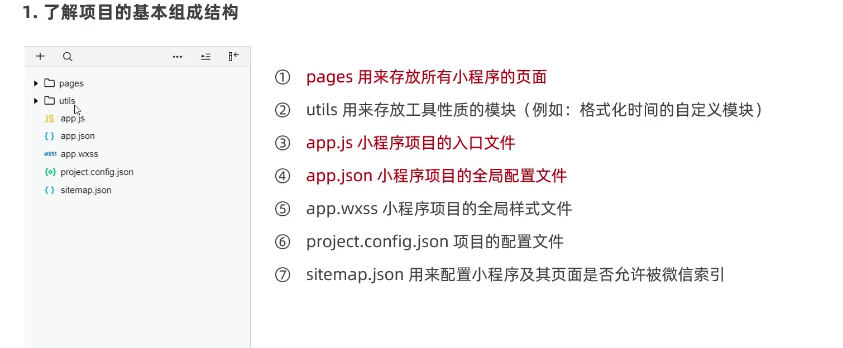 1. 了解项目的基本组成结构
pages
utils
JS app.js
{ } app.json
wxss app.wxss
{o} project.config.json
{ } sitemap.json
① pages 用来存放所有小程序的页面
② utils 用来存放工具性质的模块（例如：格式化时间的自定义模块）
③ app.js 小程序项目的入口文件
④ app.json 小程序项目的全局配置文件
⑤ app.wxss 小程序项目的全局样式文件
⑥ project.config.json 项目的配置文件
⑦ sitemap.json 用来配置小程序及其页面是否允许被微信索引